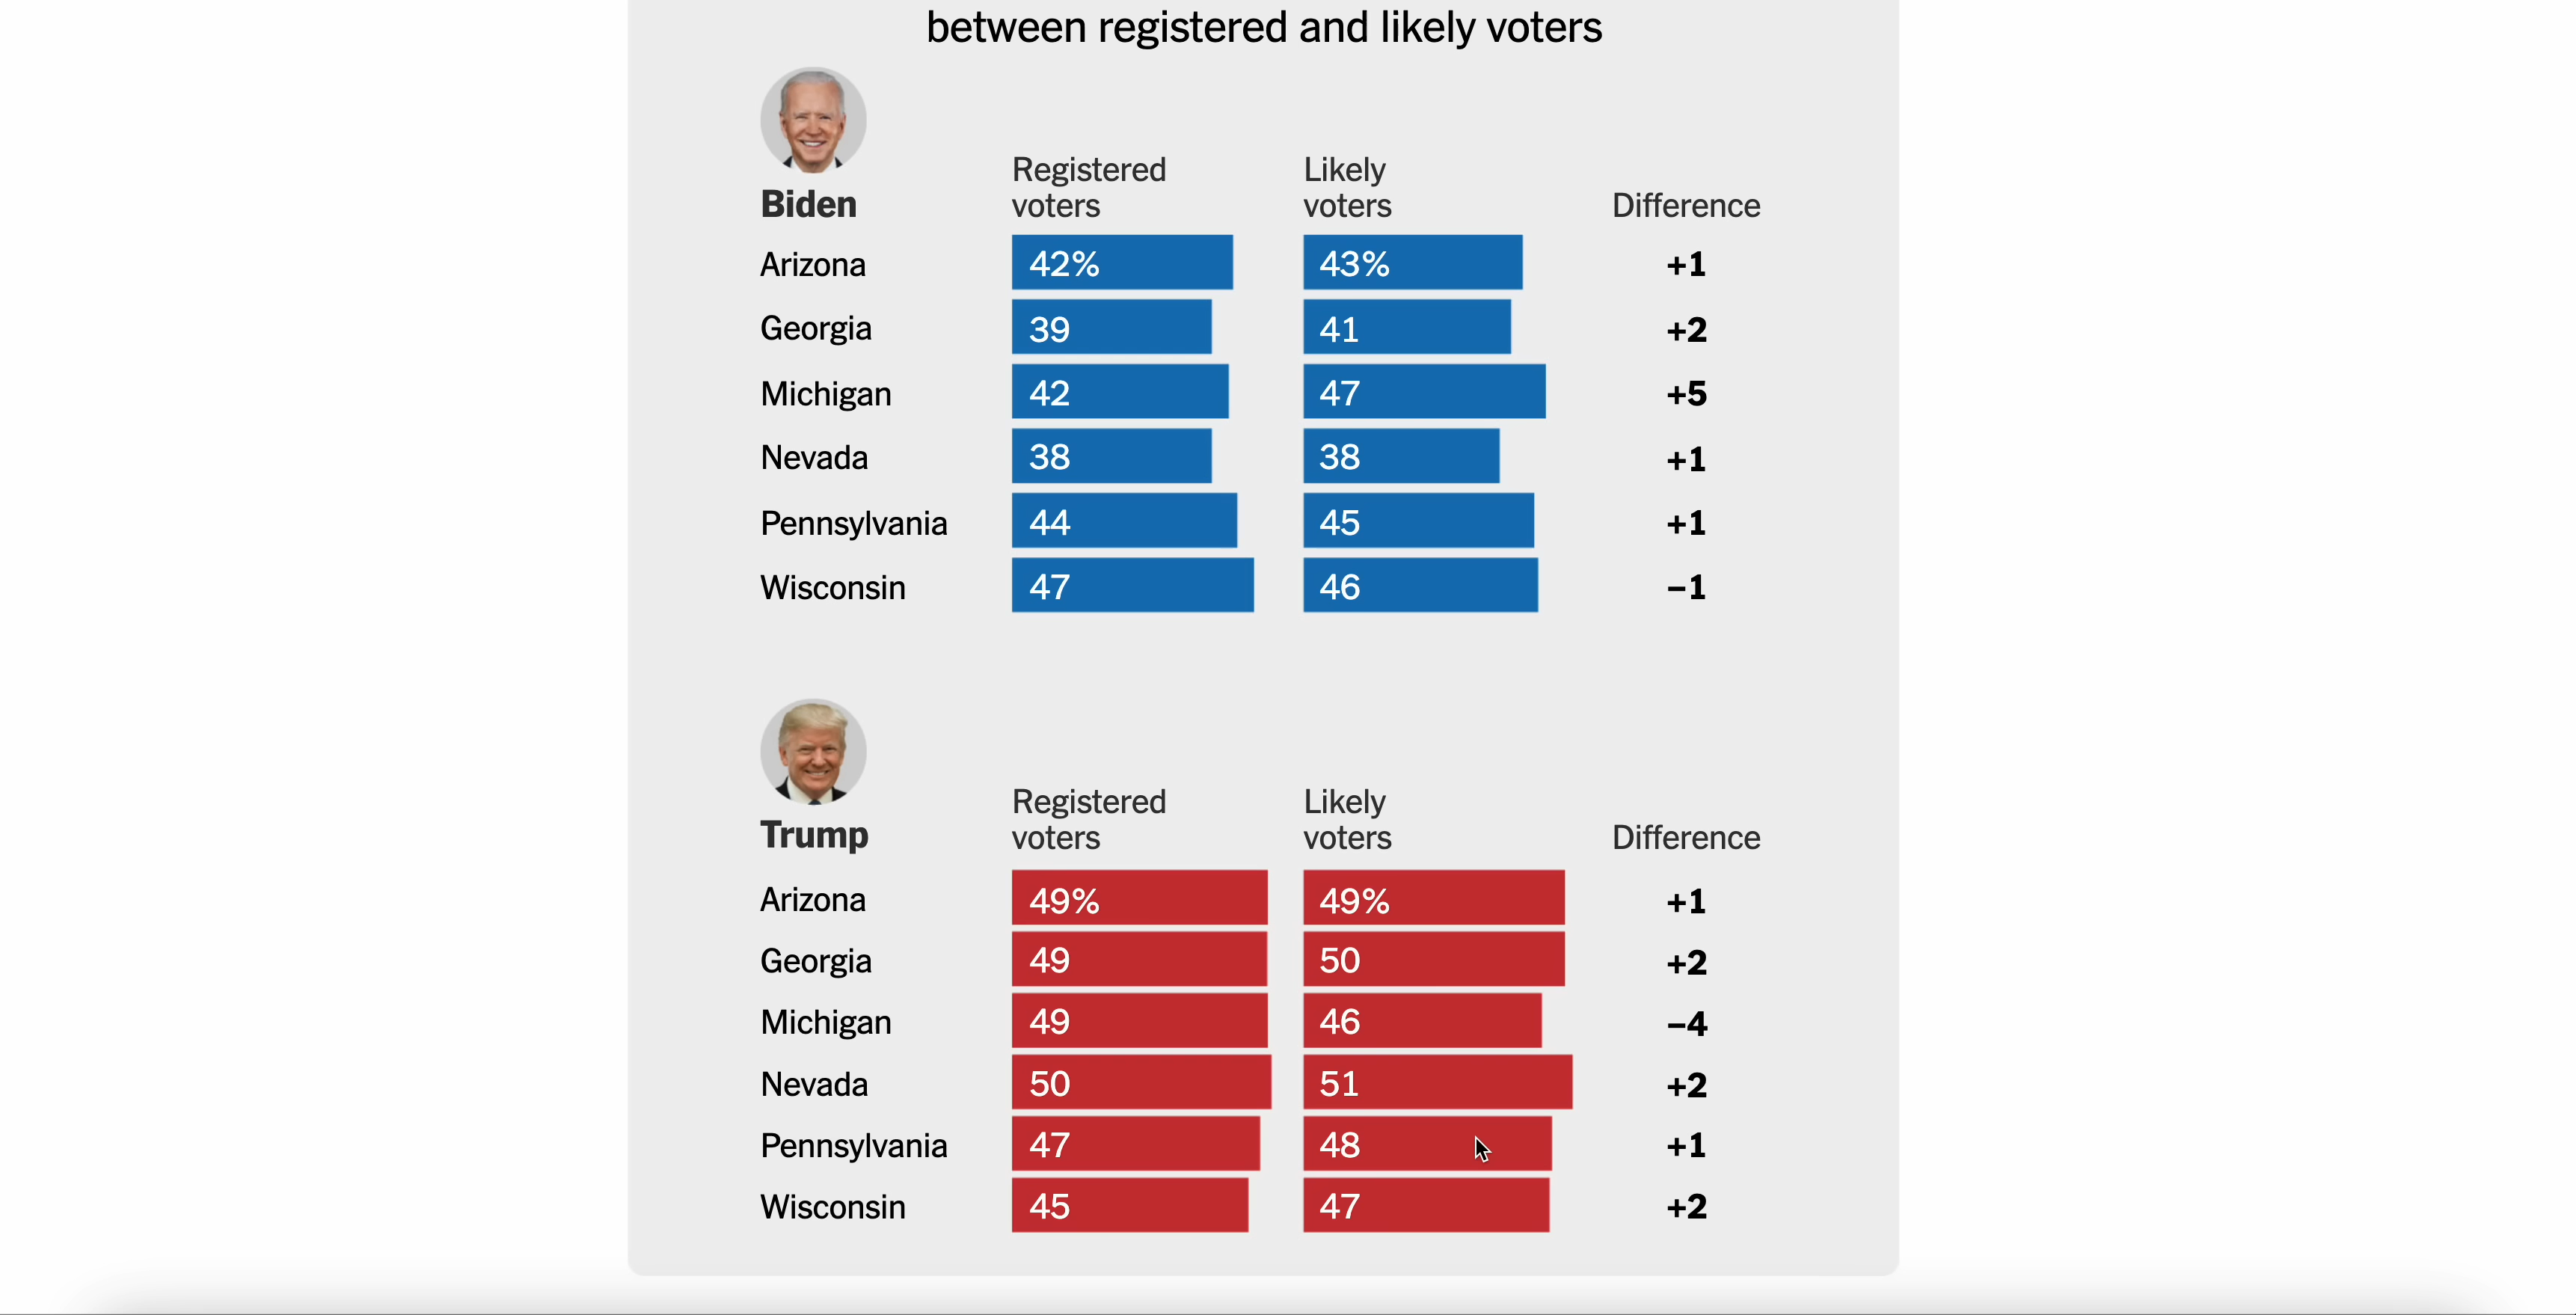 between registered and likely voters
Registered Likely
Biden voters voters Difference
Arizona 42% 43% +1
Georgia 39 41 +2
Michigan 42 47 +5
Nevada 38 38 +1
Pennsylvania 44 45 +1
Wisconsin 47 46 −1
Registered Likely
Trump voters voters Difference
Arizona 49% 49% +1
Georgia 49 50 +2
Michigan 49 46 −4
Nevada 50 51 +2
Pennsylvania 47 48 +1
Wisconsin 45 47 +2